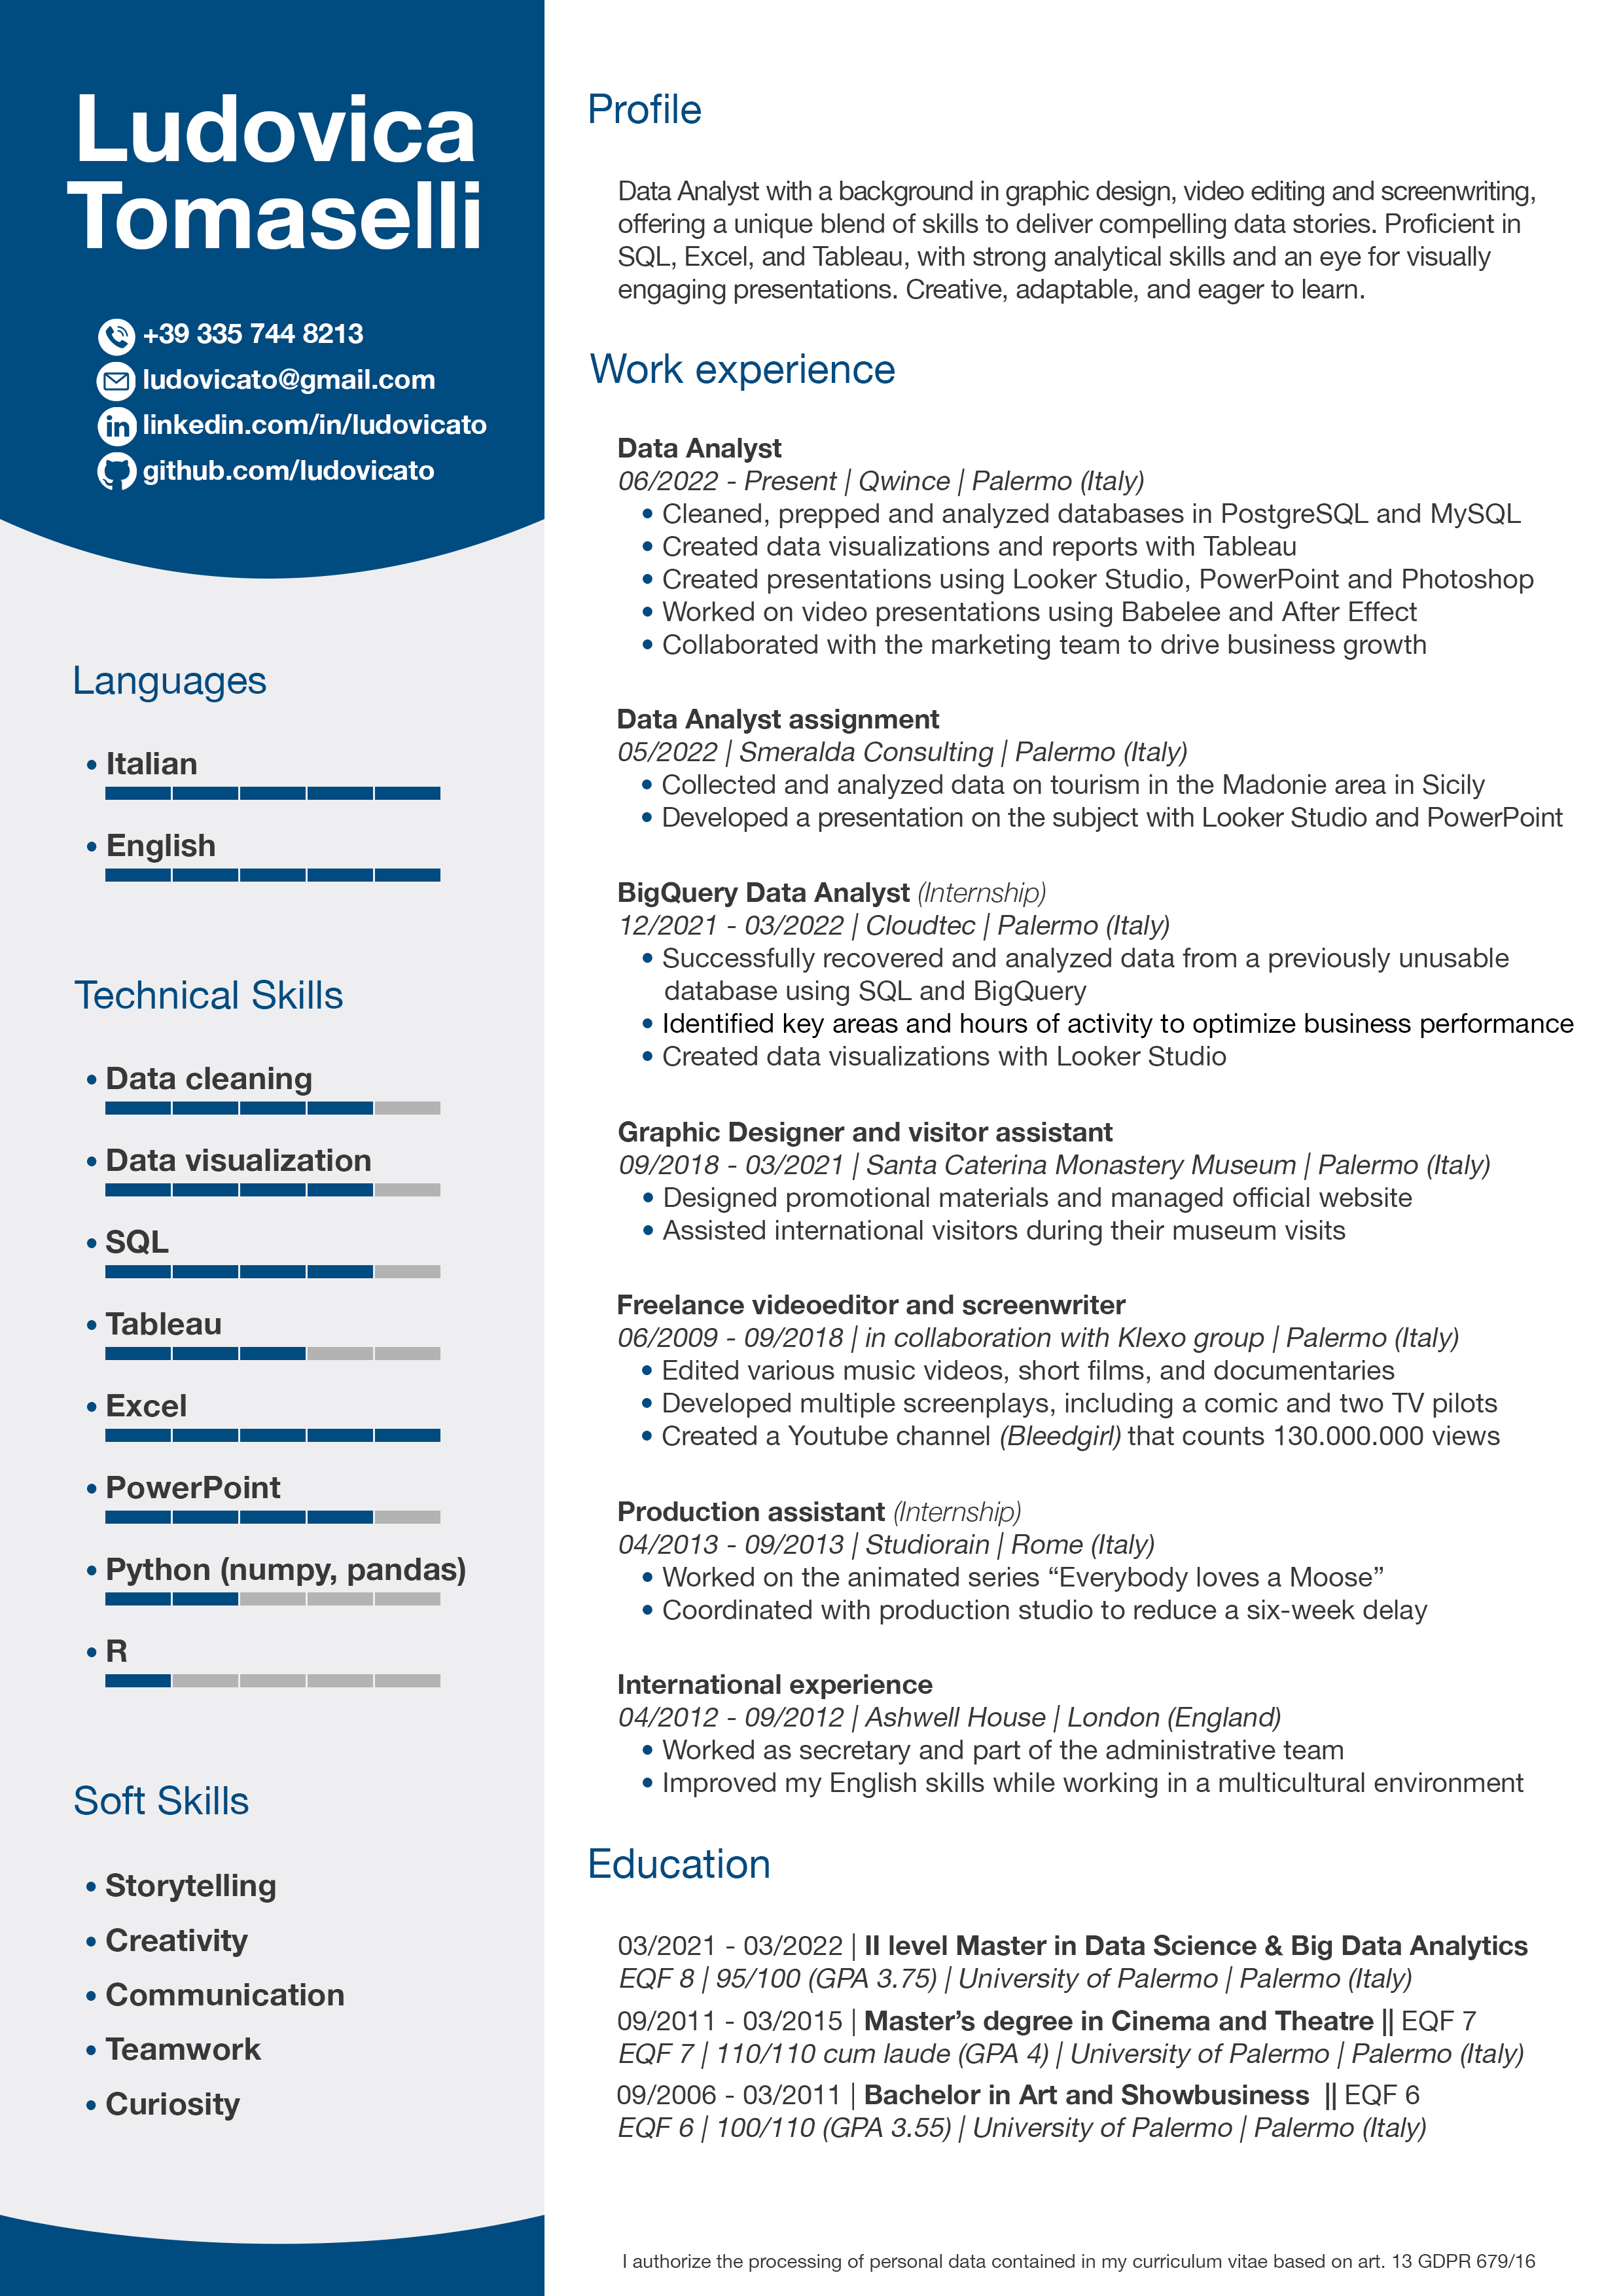 Ludovica
Tomaselli
+39 335 744 8213
ludovicato@gmail.com
linkedin.com/in/ludovicato
github.com/ludovicato
Languages
• Italian
• English
Technical Skills
• Data cleaning
• Data visualization
• SQL
• Tableau
• Excel
• PowerPoint
• Python (numpy, pandas)
• R
Soft Skills
• Storytelling
• Creativity
• Communication
• Teamwork
• Curiosity
Profile
Data Analyst with a background in graphic design, video editing and screenwriting,
offering a unique blend of skills to deliver compelling data stories. Proficient in
SQL, Excel, and Tableau, with strong analytical skills and an eye for visually
engaging presentations. Creative, adaptable, and eager to learn.
Work experience
Data Analyst
06/2022 - Present | Qwince | Palermo (Italy)
• Cleaned, prepped and analyzed databases in PostgreSQL and MySQL
• Created data visualizations and reports with Tableau
• Created presentations using Looker Studio, PowerPoint and Photoshop
• Worked on video presentations using Babelee and After Effect
• Collaborated with the marketing team to drive business growth
Data Analyst assignment
05/2022 | Smeralda Consulting | Palermo (Italy)
• Collected and analyzed data on tourism in the Madonie area in Sicily
• Developed a presentation on the subject with Looker Studio and PowerPoint
BigQuery Data Analyst (Internship)
12/2021 - 03/2022 | Cloudtec | Palermo (Italy)
• Successfully recovered and analyzed data from a previously unusable
database using SQL and BigQuery
• Identified key areas and hours of activity to optimize business performance
• Created data visualizations with Looker Studio
Graphic Designer and visitor assistant
09/2018 - 03/2021 | Santa Caterina Monastery Museum | Palermo (Italy)
• Designed promotional materials and managed official website
• Assisted international visitors during their museum visits
Freelance videoeditor and screenwriter
06/2009 - 09/2018 | in collaboration with Klexo group | Palermo (Italy)
• Edited various music videos, short films, and documentaries
• Developed multiple screenplays, including a comic and two TV pilots
• Created a Youtube channel (Bleedgirl) that counts 130.000.000 views
Production assistant (Internship)
04/2013 - 09/2013 | Studiorain | Rome (Italy)
• Worked on the animated series “Everybody loves a Moose”
• Coordinated with production studio to reduce a six-week delay
International experience
04/2012 - 09/2012 | Ashwell House | London (England)
• Worked as secretary and part of the administrative team
• Improved my English skills while working in a multicultural environment
Education
03/2021 - 03/2022 | II level Master in Data Science & Big Data Analytics
EQF 8 | 95/100 (GPA 3.75) | University of Palermo | Palermo (Italy)
09/2011 - 03/2015 | Master’s degree in Cinema and Theatre || EQF 7
EQF 7 | 110/110 cum laude (GPA 4) | University of Palermo | Palermo (Italy)
09/2006 - 03/2011 | Bachelor in Art and Showbusiness || EQF 6
EQF 6 | 100/110 (GPA 3.55) | University of Palermo | Palermo (Italy)
I authorize the processing of personal data contained in my curriculum vitae based on art. 13 GDPR 679/16